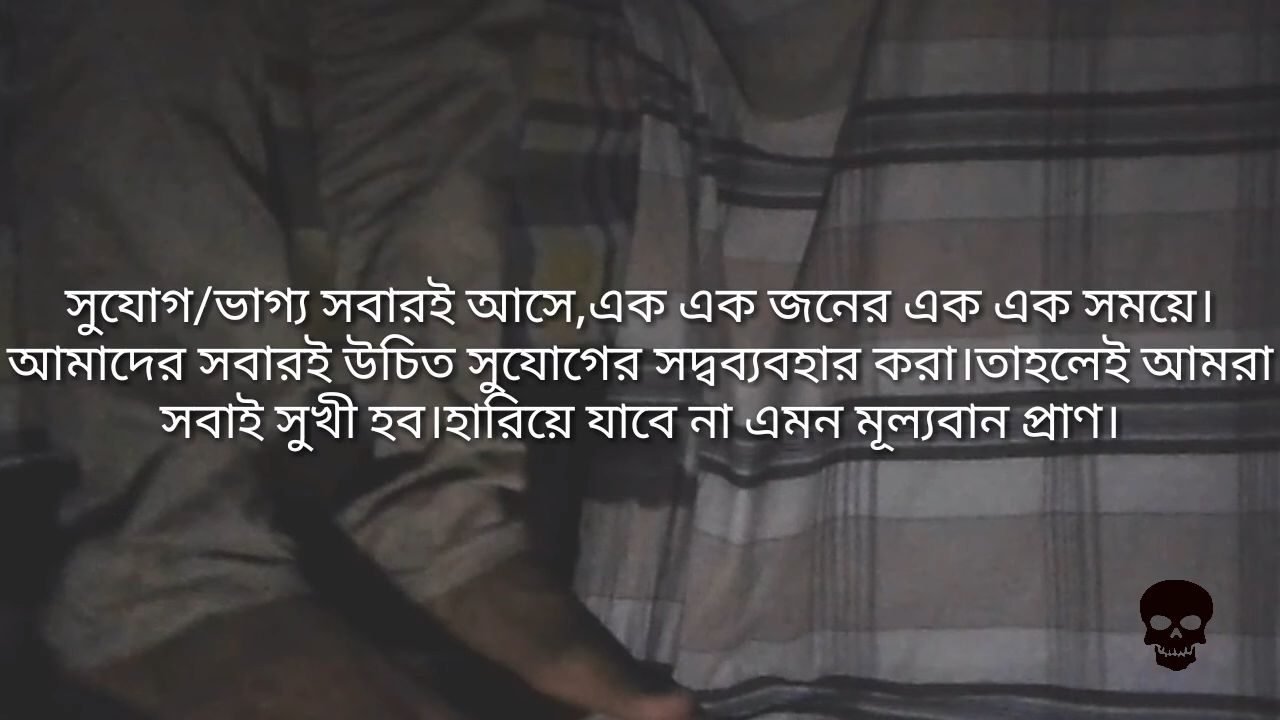 সুযোগ/ভাগ্য সবারই আসে,এক এক জনের এক এক সময়ে।
আমাদের সবারই উচিত সুযোগের সদ্বব্যবহার করা।তাহলেই আমরা
সবাই সুখী হব।হারিয়ে যাবে না এমন মূল্যবান প্রাণ।